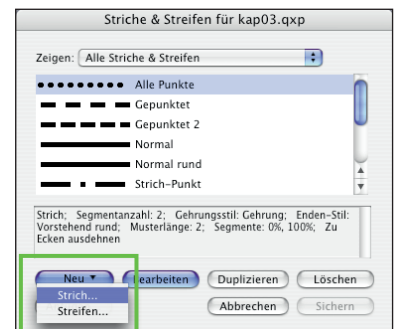 Striche & Streifen für kap03.qxp
Zeigen: Alle Striche & Streifen
Alle Punkte
Gepunktet
Gepunktet 2
Normal
Normal rund
Strich-Punkt
Strich; Segmentanzahl: 2; Gehrungsstil: Gehrung; Enden-Stil:
Vorstehend rund; Musterlänge: 2; Segmente: 0%, 100%; Zu
Ecken ausdehnen
Neu Bearbeiten Duplizieren Löschen
Strich...
Streifen...
Abbrechen Sichern